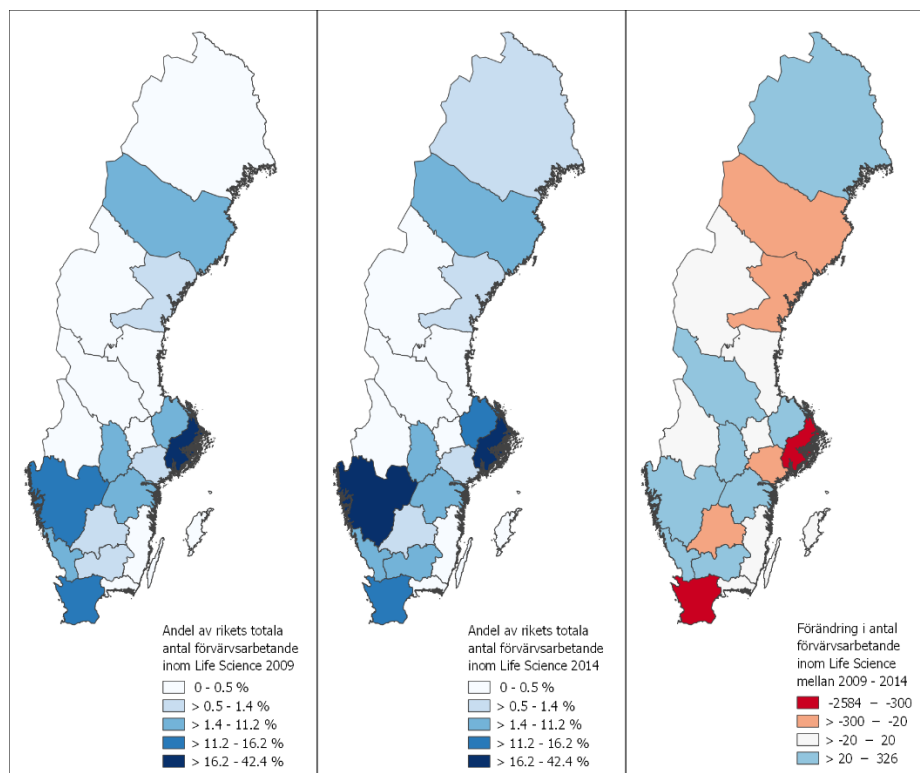 Andel av rikets totala
antal förvärvsarbetande
inom Life Science 2009
0 - 0.5 %
> 0.5 - 1.4 %
> 1.4 - 11.2 %
> 11.2 - 16.2 %
> 16.2 - 42.4 %
Andel av rikets totala
antal förvärvsarbetande
inom Life Science 2014
0 - 0.5 %
> 0.5 - 1.4 %
> 1.4 - 11.2 %
> 11.2 - 16.2 %
> 16.2 - 42.4 %
Förändring i antal
förvärvsarbetande
inom Life Science
mellan 2009 - 2014
-2584 – -300
> -300 – -20
> -20 – 20
> 20 – 326